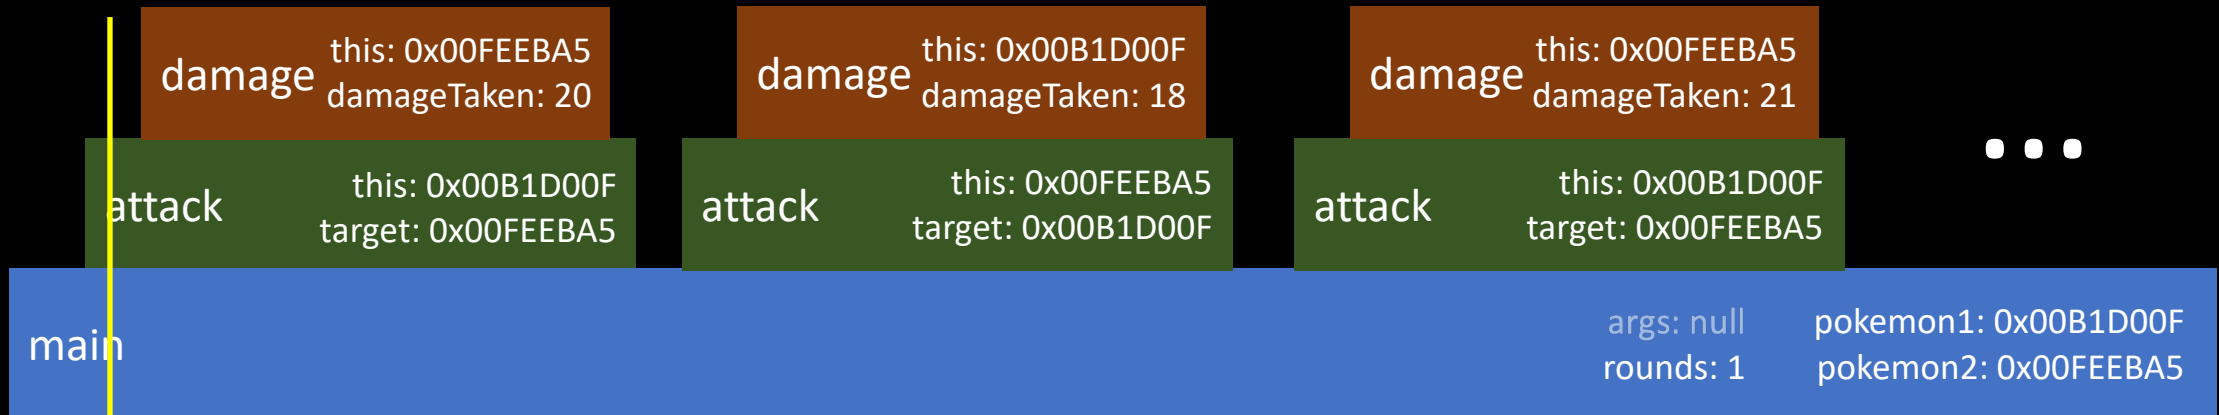 damage
this: 0x00FEEBA5
damageTaken: 20
damage
this: 0x00B1D00F
damageTaken: 18
damage
this: 0x00FEEBA5
damageTaken: 21
attack
this: 0x00B1D00F
target: 0x00FEEBA5
attack
this: 0x00FEEBA5
target: 0x00B1D00F
attack
this: 0x00B1D00F
target: 0x00FEEBA5
...
main
args: null
rounds: 1
pokemon1: 0x00B1D00F
pokemon2: 0x00FEEBA5